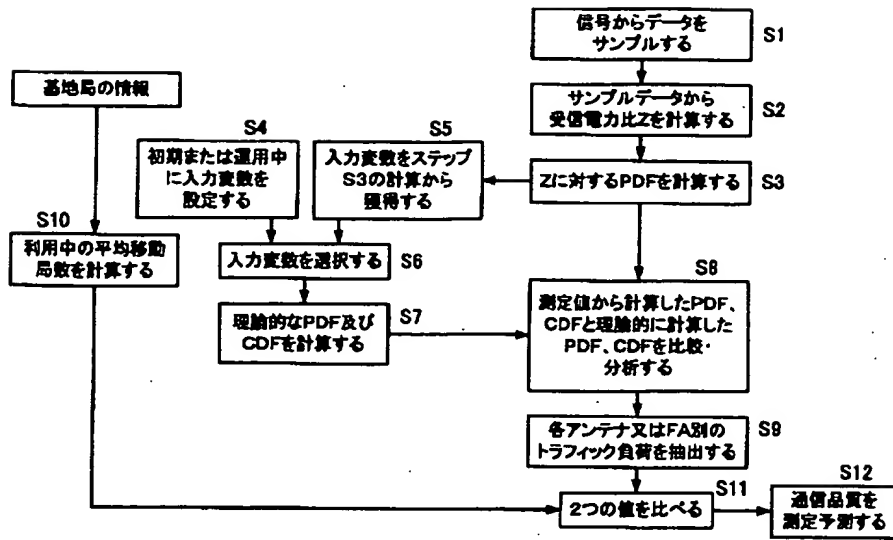 信号からデータを
サンプルする
S1
基地局の情報
サンプルデータから
受信電力比Zを計算する
S2
S4
初期または運用中
に入力変数を
設定する
S5
入力変数をステップ
S3の計算から
獲得する
Zに対するPDFを計算する
S3
S10
利用中の平均移動
局数を計算する
入力変数を選択する
S6
理論的なPDF及び
CDFを計算する
S7
S8
測定値から計算したPDF、
CDFと理論的に計算した
PDF、CDFを比較・
分析する
各アンテナ又はFA別の
トラフィック負荷を抽出する
S9
2つの値を比べる
S11
S12
通信品質を
測定予測する